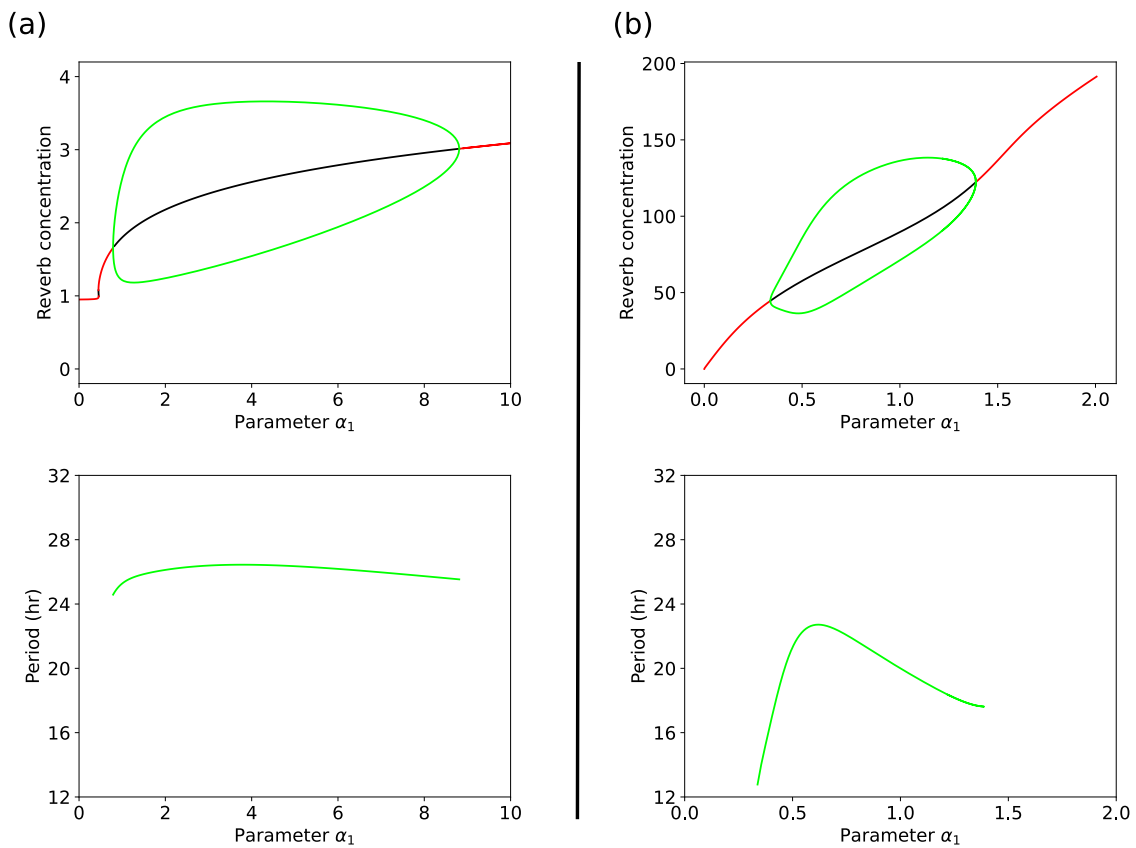 (a)
Reverb concentration
4
3
2
1
0
0 2 4 6 8 10
Parameter α₁
Period (hr)
32
28
24
20
16
12
0 2 4 6 8 10
Parameter α₁
(b)
Reverb concentration
200
150
100
50
0
0.0 0.5 1.0 1.5 2.0
Parameter α₁
Period (hr)
32
28
24
20
16
12
0.0 0.5 1.0 1.5 2.0
Parameter α₁